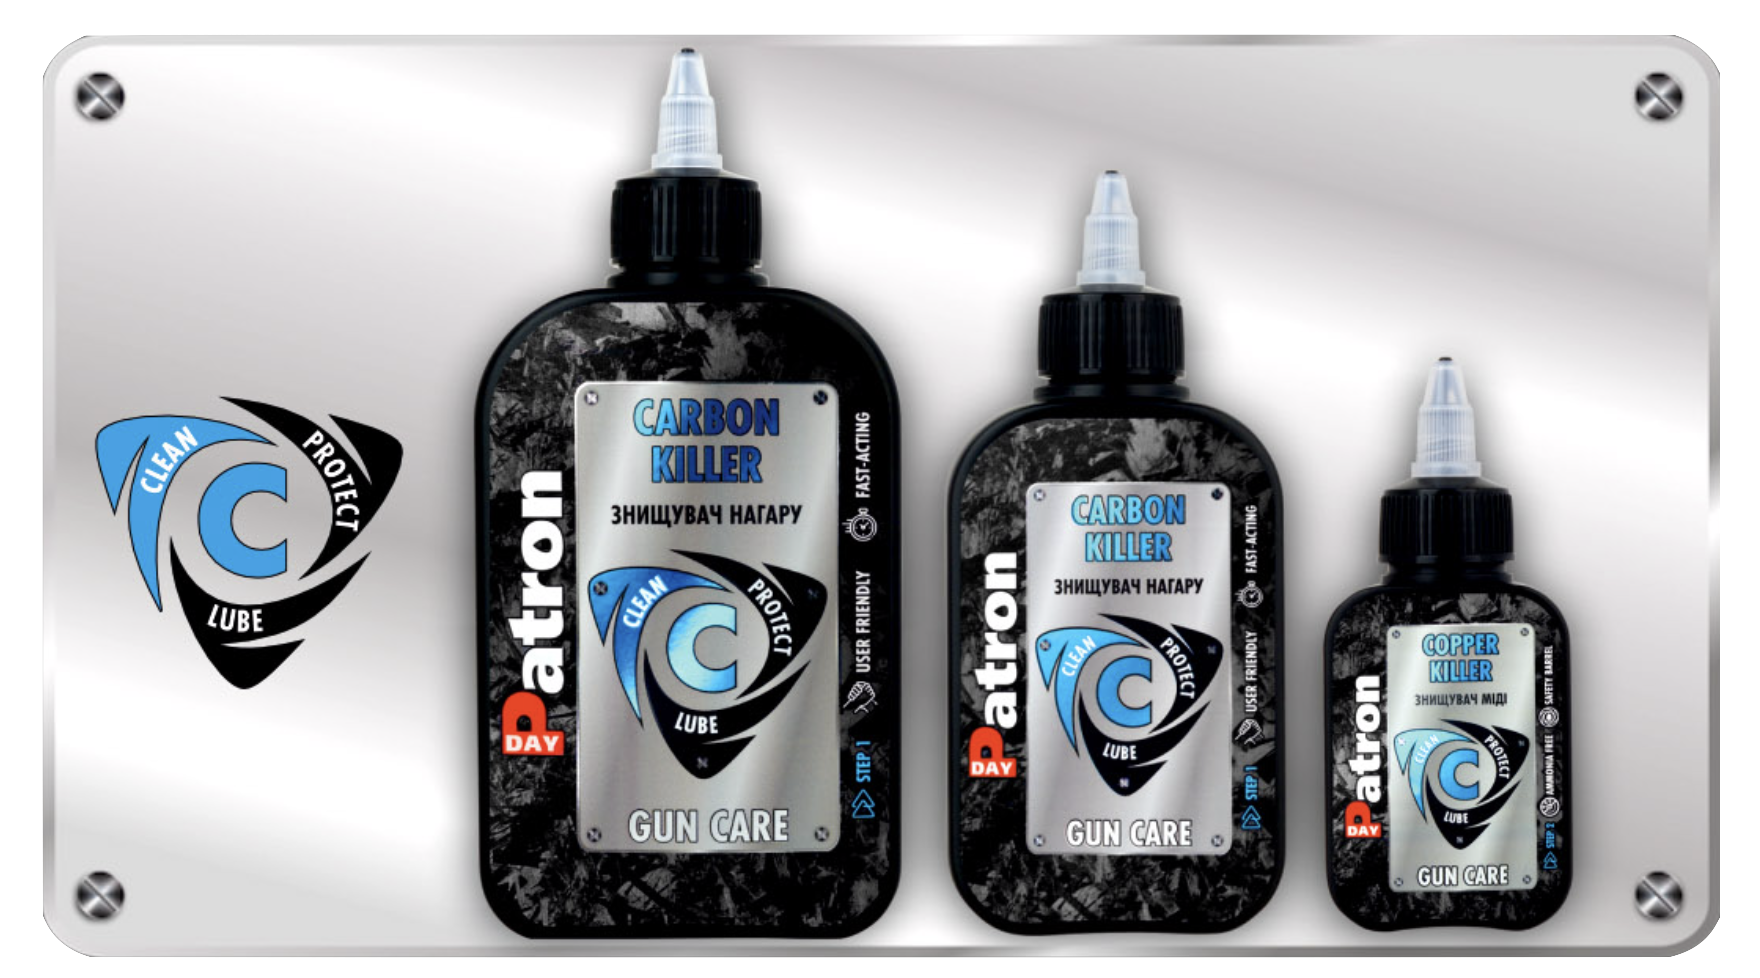 CLEAN
PROTECT
LUBE
C
CARBON
KILLER
ЗНИЩУВАЧ НАГАРУ
CLEAN
PROTECT
LUBE
C
GUN CARE
Patron
DAY
STEP 1
USER FRIENDLY
FAST-ACTING
CARBON
KILLER
ЗНИЩУВАЧ НАГАРУ
CLEAN
PROTECT
LUBE
C
GUN CARE
Patron
DAY
STEP 1
USER FRIENDLY
FAST-ACTING
COPPER
KILLER
ЗНИЩУВАЧ МІДІ
CLEAN
PROTECT
LUBE
C
GUN CARE
Patron
DAY
STEP 2
AMMONIA FREE
SAFETY BARREL